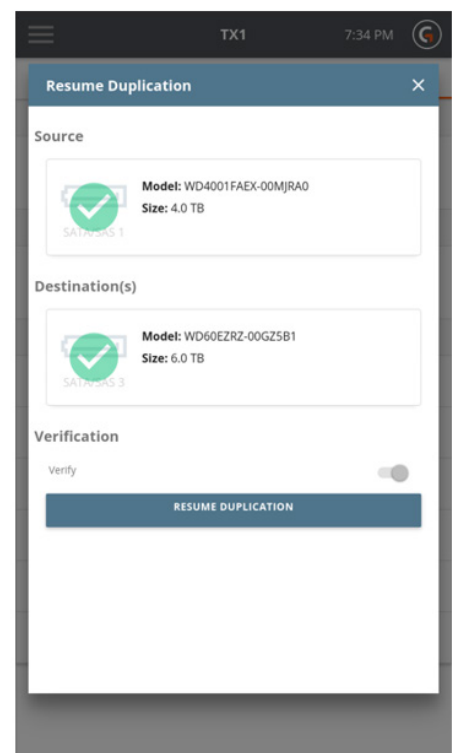 TX1
7:34 PM
Resume Duplication
Source
Model: WD4001FAEX-00MJRA0
Size: 4.0 TB
SATA/SAS 1
Destination(s)
Model: WD60EZRZ-00GZ5B1
Size: 6.0 TB
SATA/SAS 3
Verification
Verify
RESUME DUPLICATION